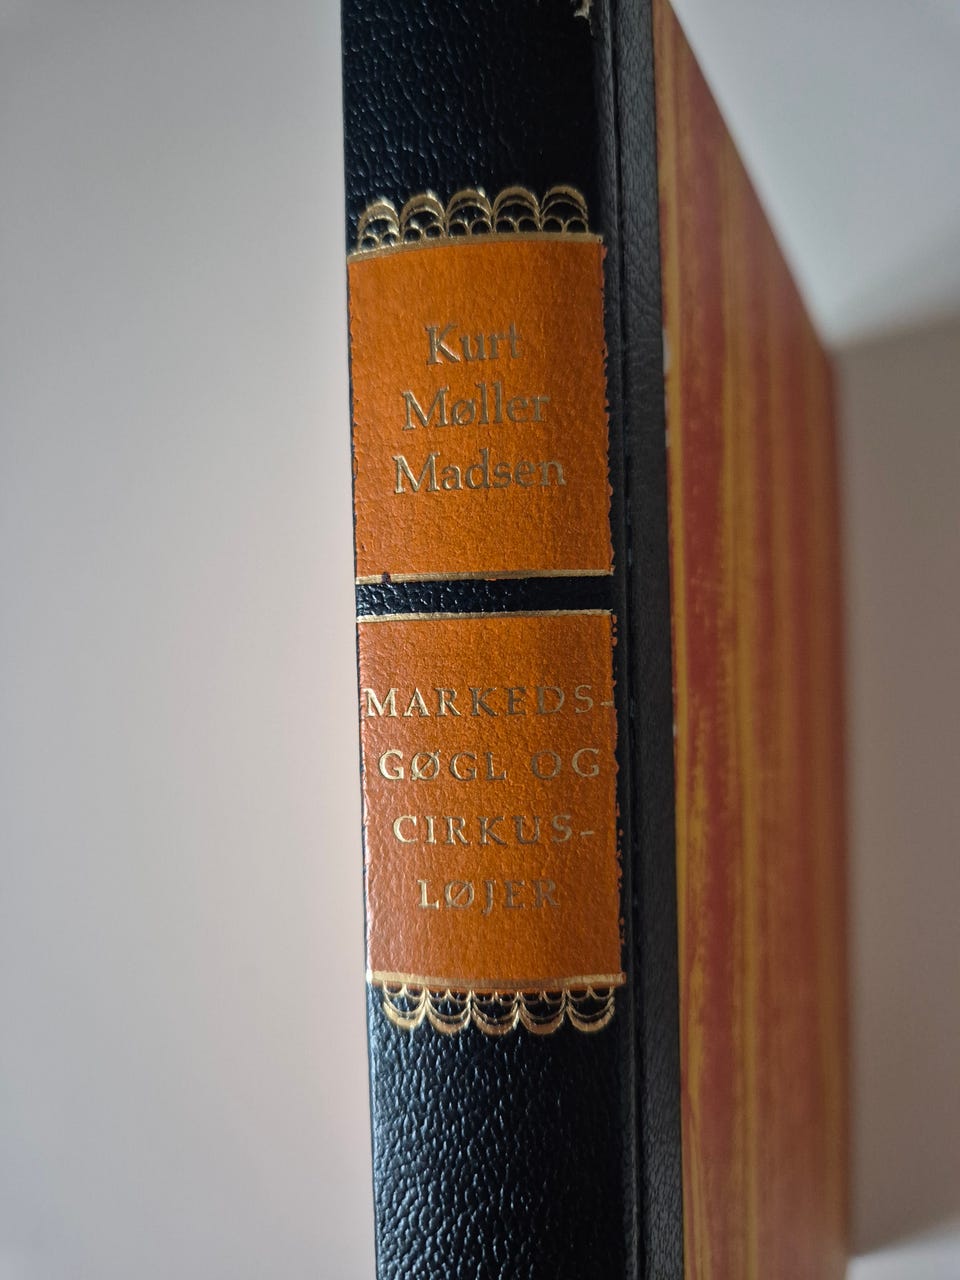 Kurt
Møller
Madsen
MARKEDS-
GØGL OG
CIRKUS-
LØJER